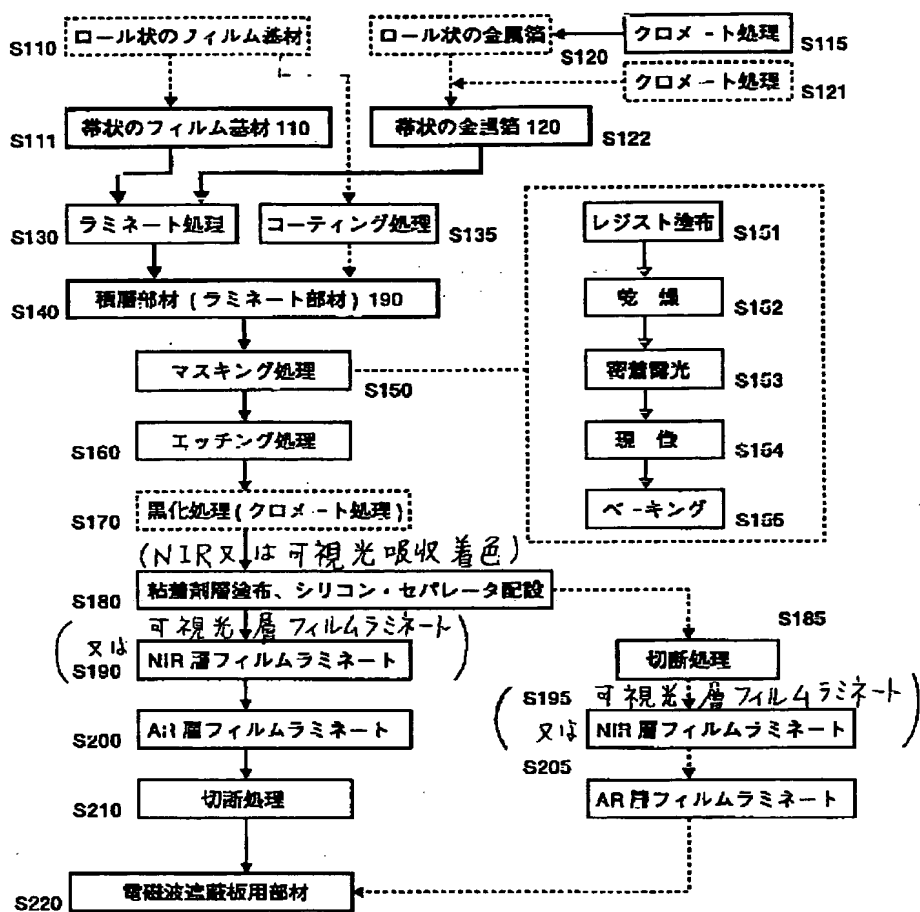 S110
ロール状のフィルム基材
ロール状の金属箔
S120
クロメート処理
S115
クロメート処理
S121
S111
帯状のフィルム基材 110
帯状の金属箔 120
S122
S130
ラミネート処理
コーティング処理
S135
S140
積層部材 (ラミネート部材) 190
マスキング処理
S150
S160
エッチング処理
S170
黒化処理 (クロメート処理)
レジスト塗布
S151
乾 燥
S152
密着露光
S153
現 像
S154
ベーキング
S155
(NIR又は可視光吸収着色)
S180
粘着剤層塗布、シリコン・セパレータ配設
可視光層フィルムラミネート
(又は
S190
NIR 層フィルムラミネート)
S200
AR 層フィルムラミネート
S210
切断処理
S185
切断処理
S195
可視光層フィルムラミネート
(又は
NIR 層フィルムラミネート)
S205
AR 層フィルムラミネート
S220
電磁波遮蔽板用部材